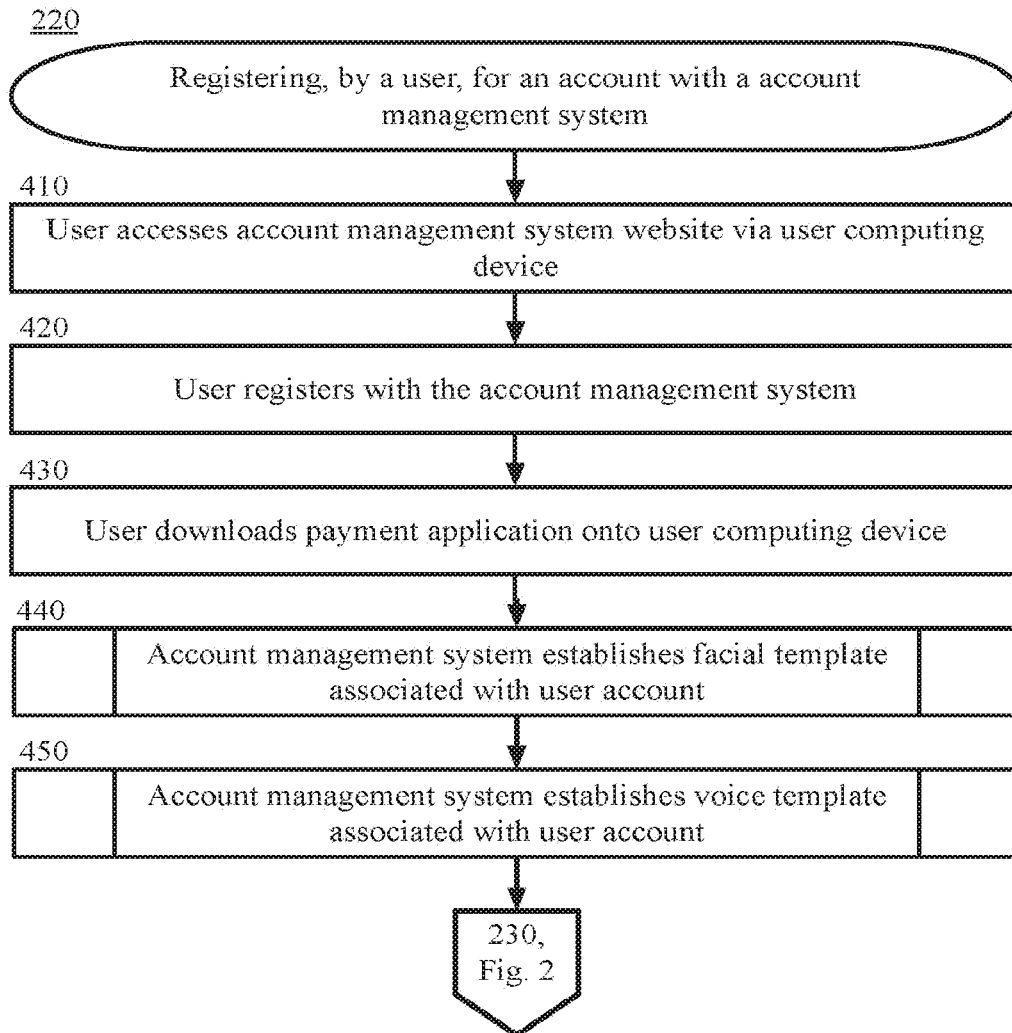 220
Registering, by a user, for an account with a account
management system
410
User accesses account management system website via user computing
device
420
User registers with the account management system
430
User downloads payment application onto user computing device
440
Account management system establishes facial template
associated with user account
450
Account management system establishes voice template
associated with user account
230,
Fig. 2